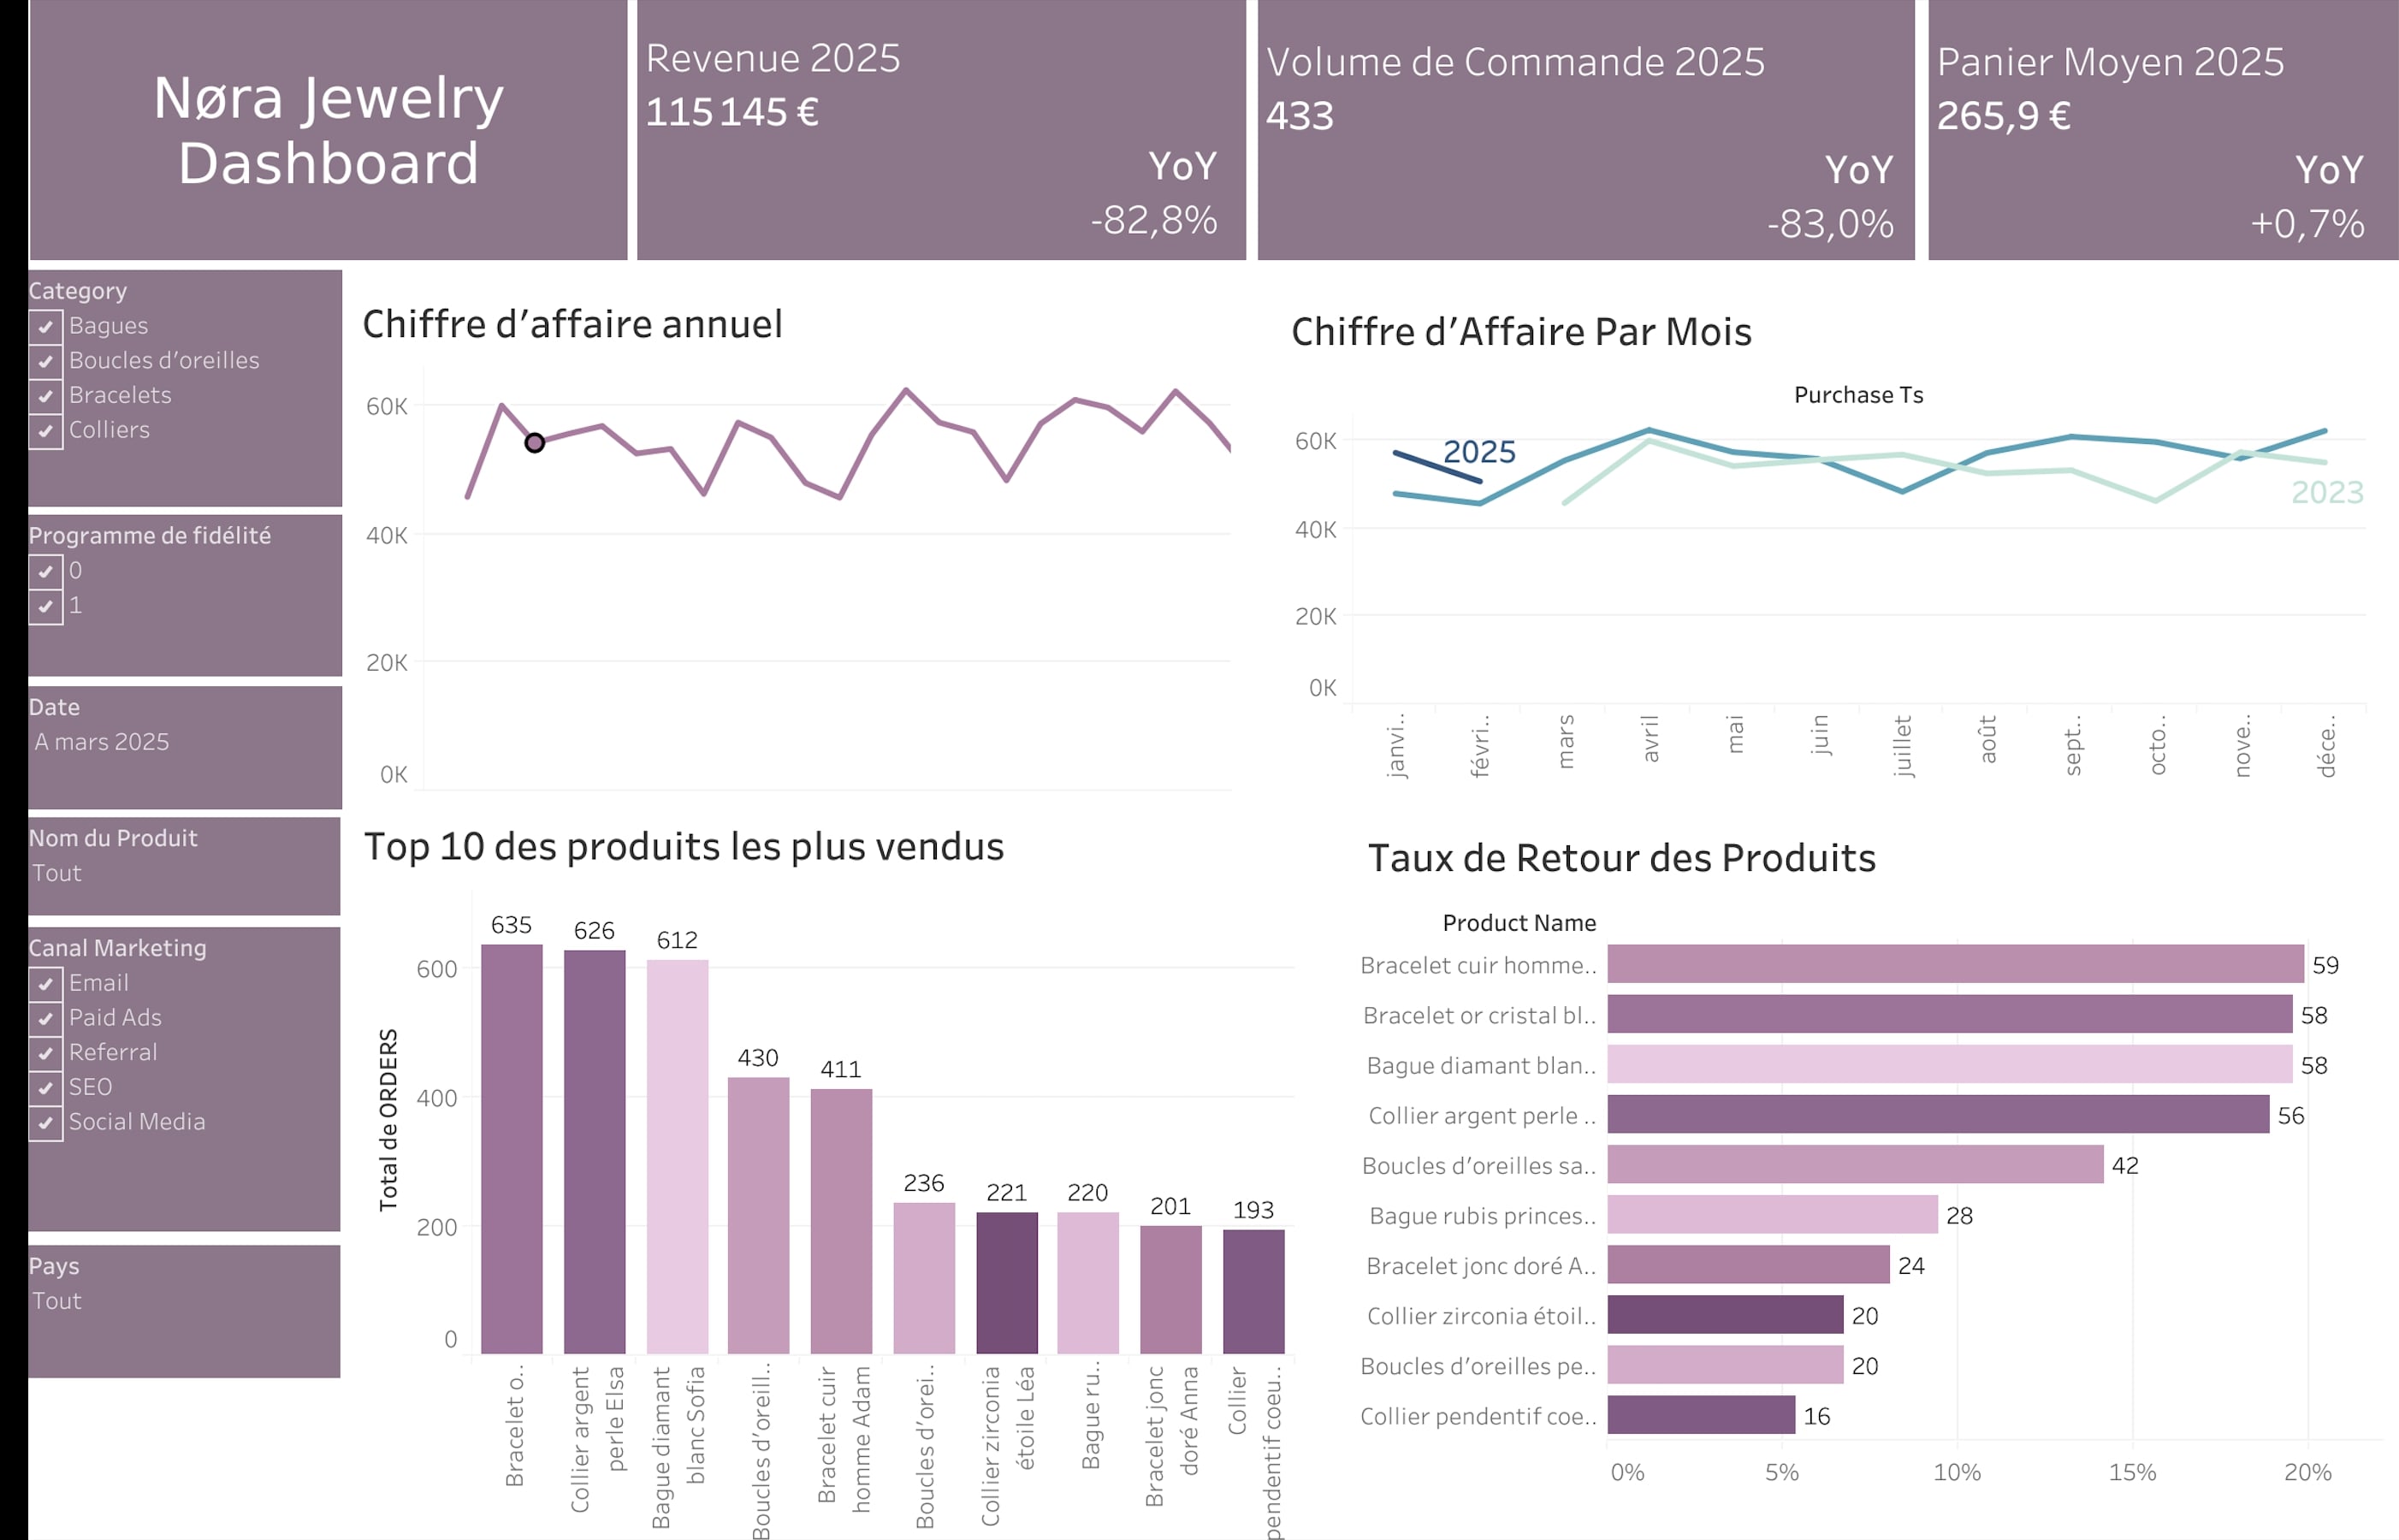 Nøra Jewelry
Dashboard
Revenue 2025
115 145 €
YoY
-82,8%
Volume de Commande 2025
433
YoY
-83,0%
Panier Moyen 2025
265,9 €
YoY
+0,7%
Category
Bagues
Boucles d’oreilles
Bracelets
Colliers
Programme de fidélité
0
1
Date
A mars 2025
Nom du Produit
Tout
Canal Marketing
Email
Paid Ads
Referral
SEO
Social Media
Pays
Tout
Chiffre d’affaire annuel
60K
40K
20K
0K
Chiffre d’Affaire Par Mois
Purchase Ts
60K
40K
20K
0K
2025
2023
janvi..
févri..
mars
avril
mai
juin
juillet
août
sept..
octo..
nove..
déce..
Top 10 des produits les plus vendus
Total de ORDERS
600
400
200
0
635
626
612
430
411
236
221
220
201
193
Bracelet o..
Collier argent
perle Elsa
Bague diamant
blanc Sofia
Boucles d’oreill..
Bracelet cuir
homme Adam
Boucles d’orei..
Collier zirconia
étoile Léa
Bague ru..
Bracelet jonc
doré Anna
Collier
pendentif coeu..
Taux de Retour des Produits
Product Name
Bracelet cuir homme.. 59
Bracelet or cristal bl.. 58
Bague diamant blan.. 58
Collier argent perle .. 56
Boucles d’oreilles sa.. 42
Bague rubis princes.. 28
Bracelet jonc doré A.. 24
Collier zirconia étoil.. 20
Boucles d’oreilles pe.. 20
Collier pendentif coe.. 16
0% 5% 10% 15% 20%